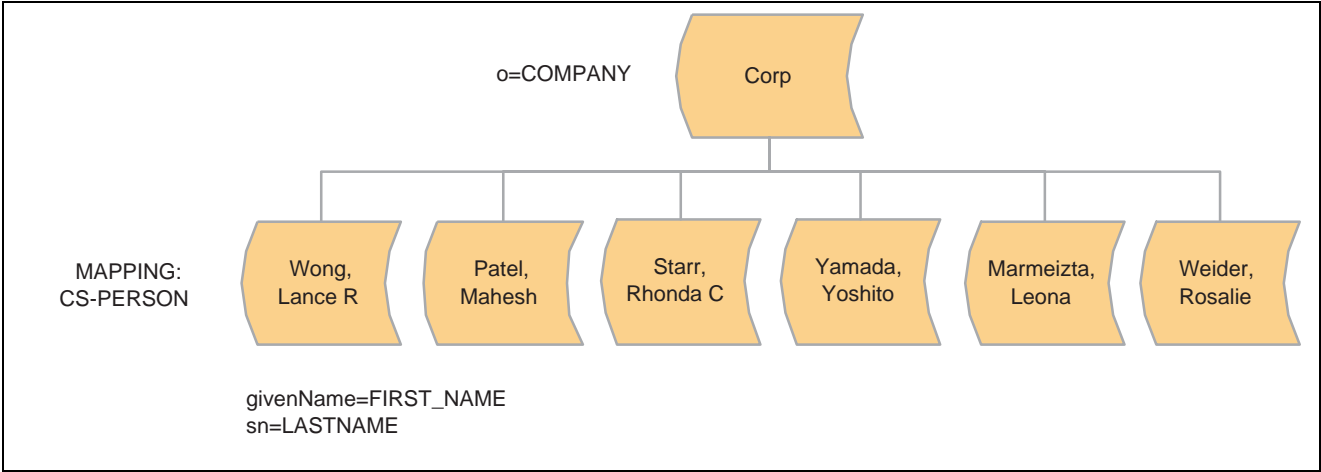 o=COMPANY
Corp
MAPPING:
CS-PERSON
Wong,
Lance R
Patel,
Mahesh
Starr,
Rhonda C
Yamada,
Yoshito
Marmeizta,
Leona
Weider,
Rosalie
givenName=FIRST_NAME
sn=LASTNAME